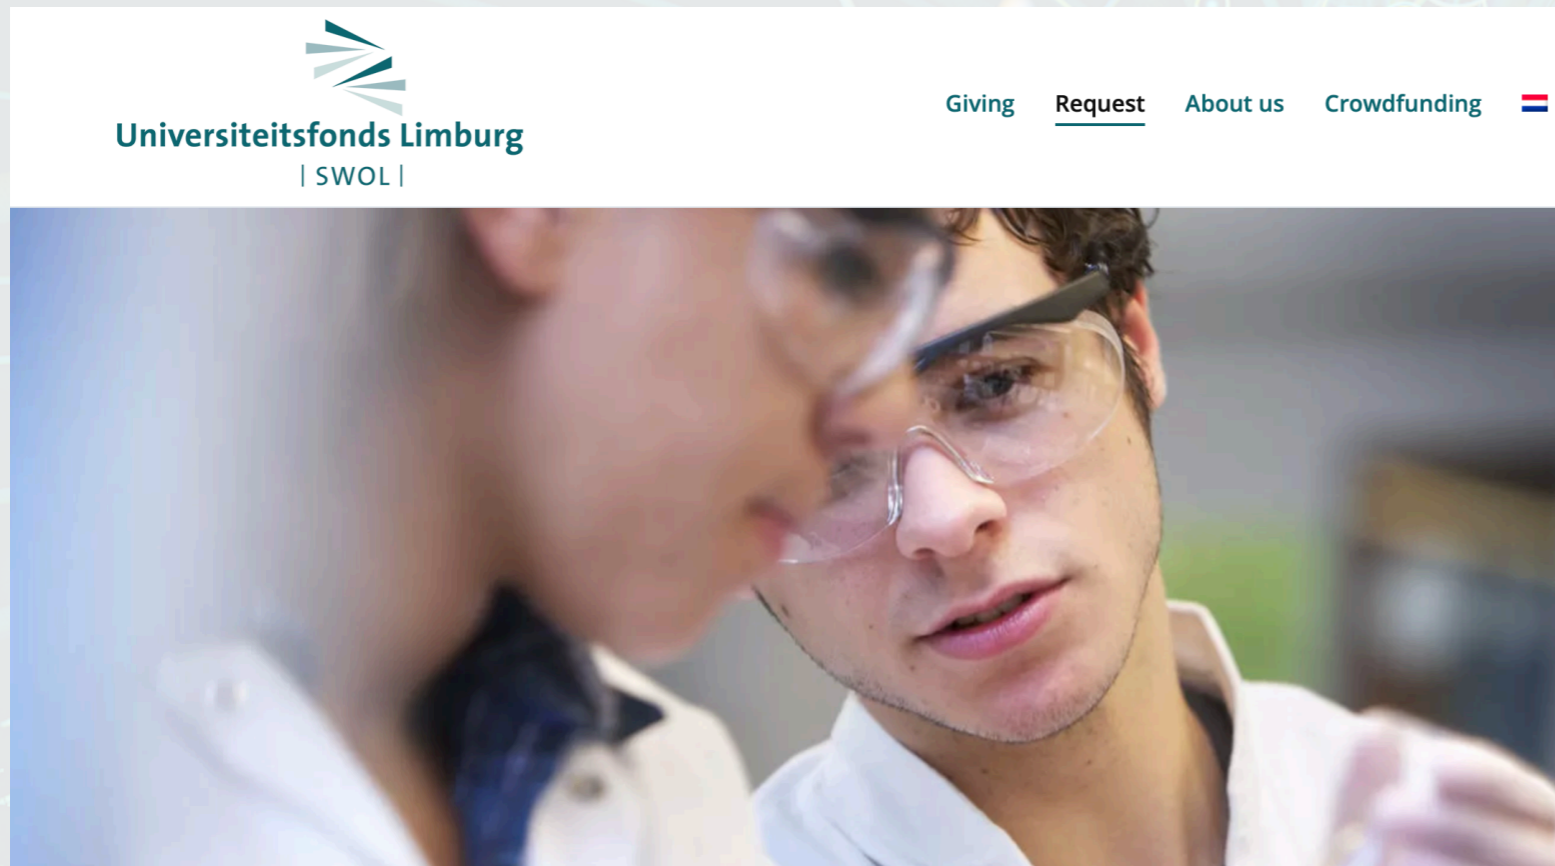 Universiteitsfonds Limburg
| SWOL |
Giving Request About us Crowdfunding